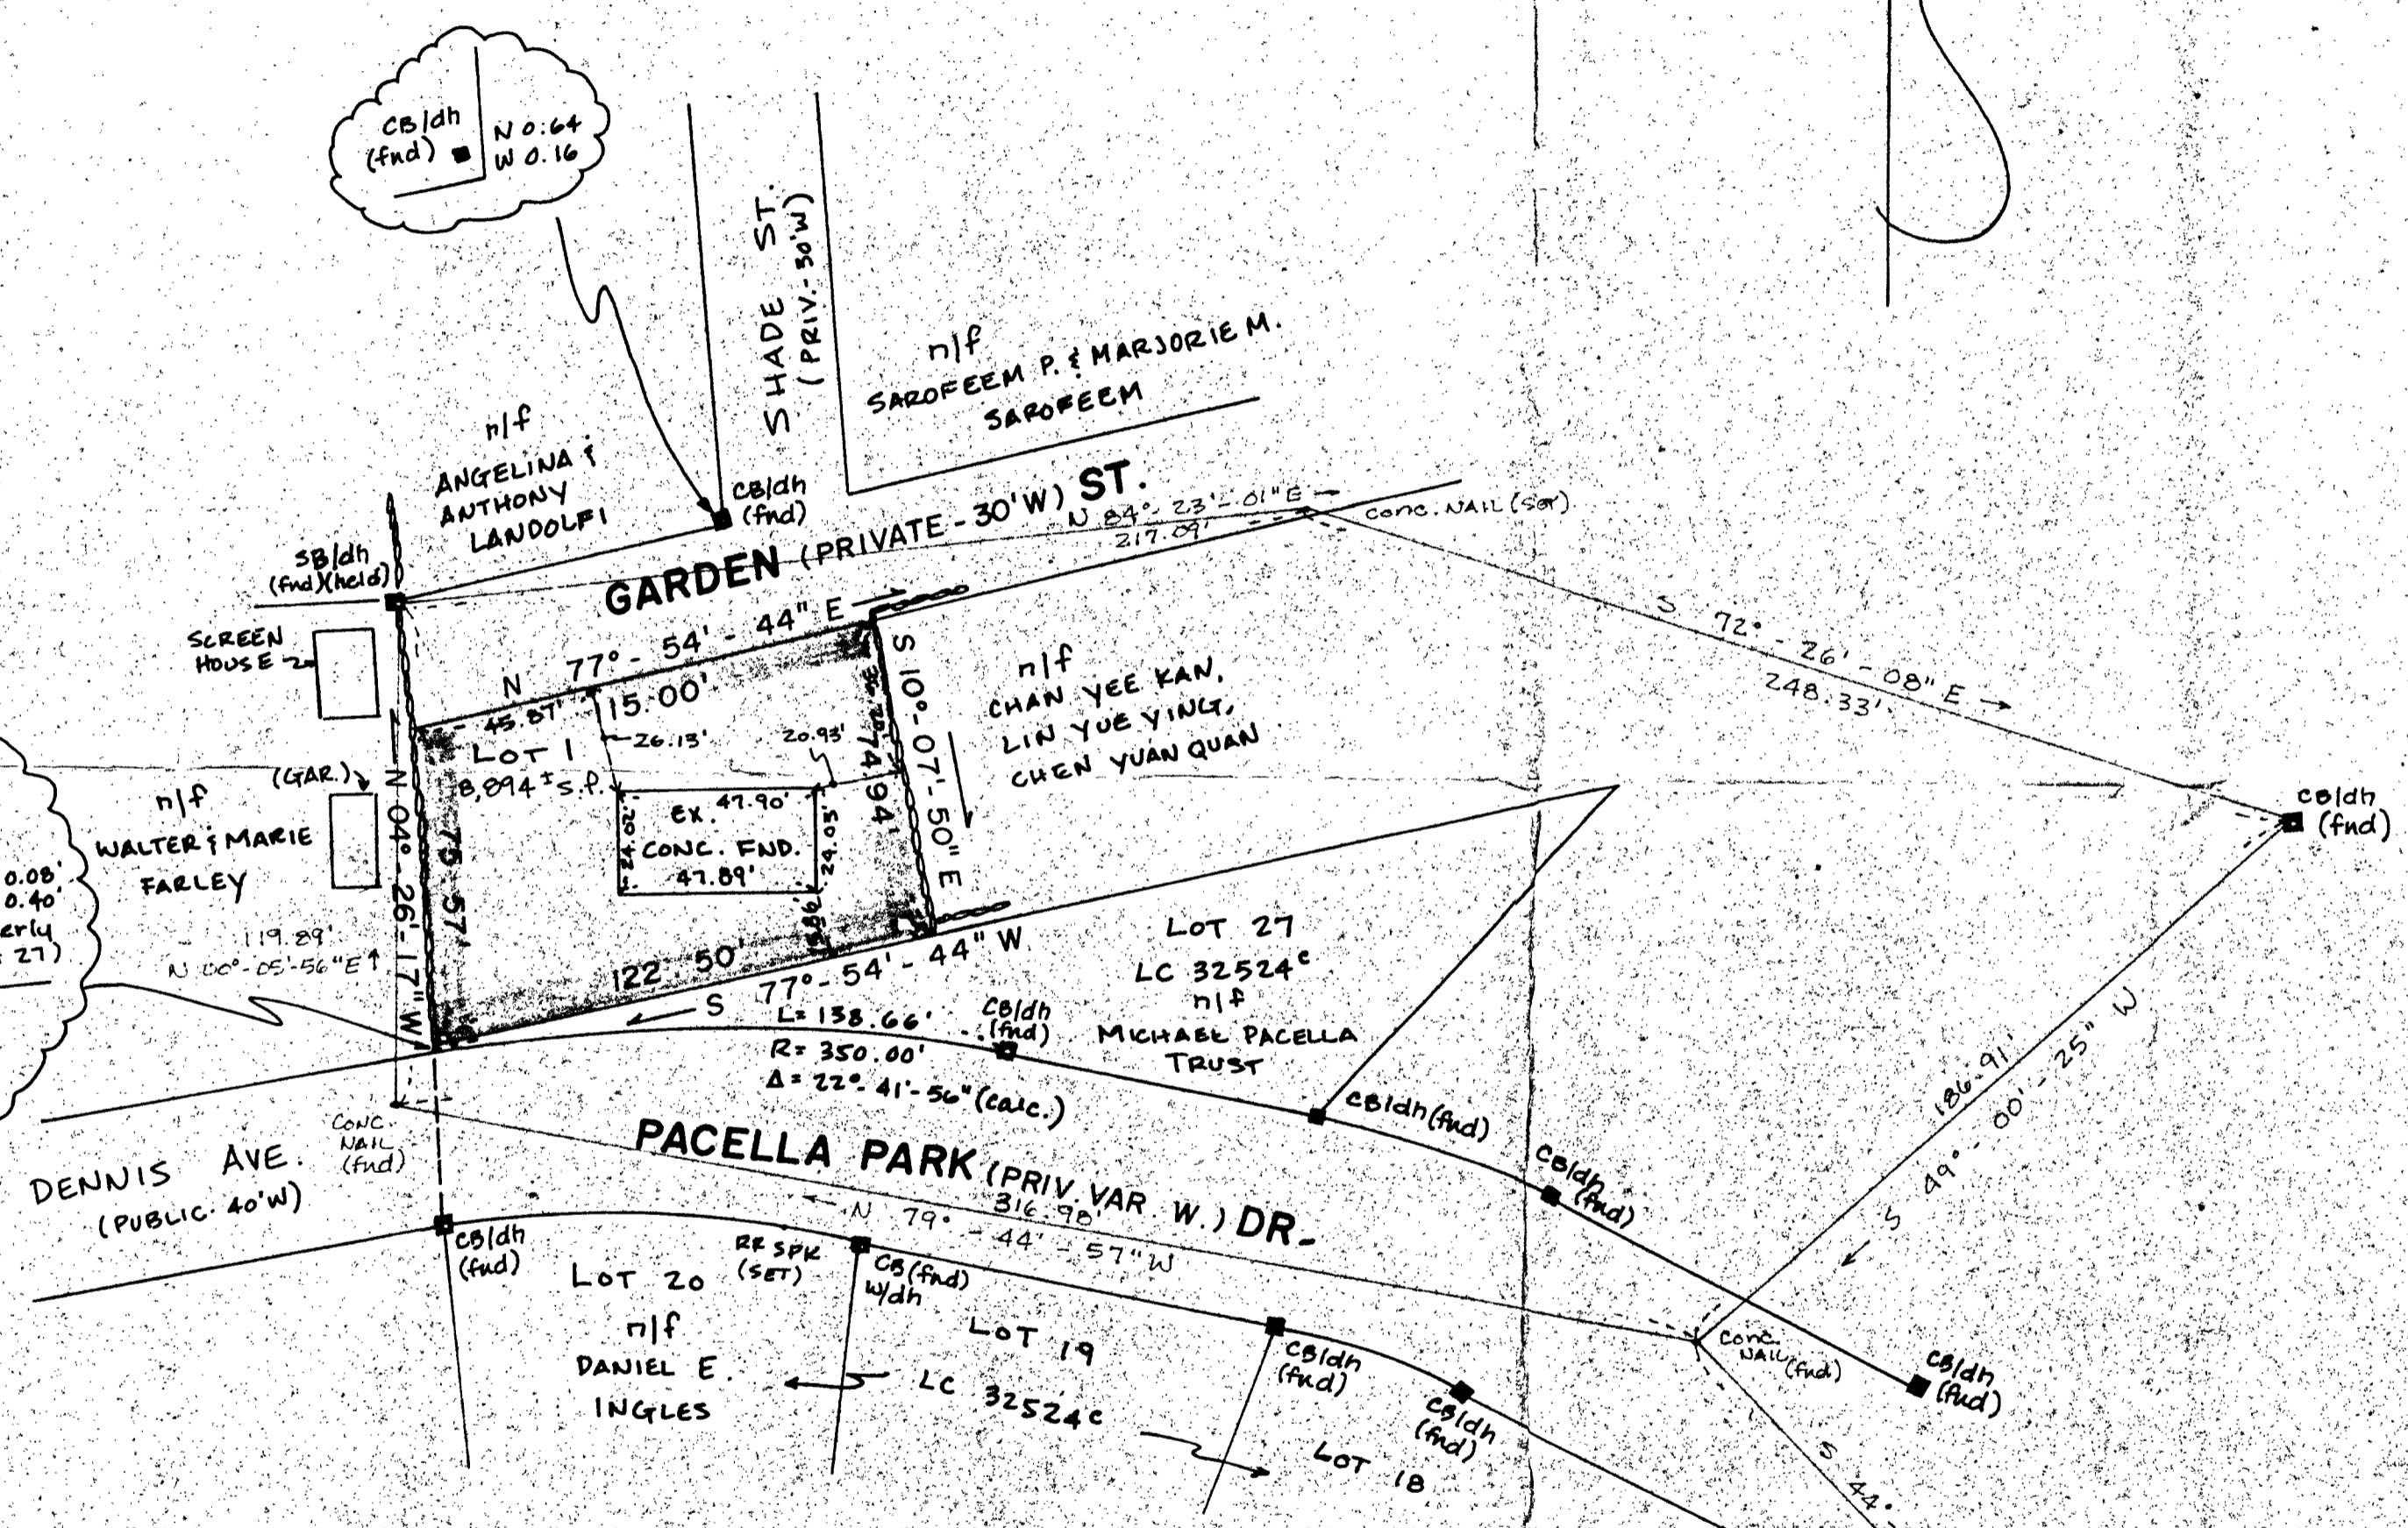 CB/dh
(fnd)
N 0.64
W 0.16
SHADE ST.
(PRIV.-30'W)
n/f
SAROFEEM P. & MARJORIE M.
SAROFEEM
n/f
ANGELINA &
ANTHONY
LANDOLFI
CB/dh
(fnd)
SB/dh
(fnd)(held)
GARDEN (PRIVATE - 30'W) ST.
N 84°- 23'- 01" E
217.09'
CONC. NAIL (SET)
S 72° - 26' - 08" E
248.33'
SCREEN
HOUSE
N 77° - 54' - 44" E
115.00'
45.87'
26.13'
20.93'
LOT 1
8,894± S.F.
S 10°- 07'- 50" E
74.94'
n/f
CHAN YEE KAN,
LIN YUE YING,
CHEN YUAN QUAN
(GAR.)
n/f
WALTER & MARIE
FARLEY
N 04° - 26' - 17" W
75.57'
47.90'
EX.
CONC. FND.
47.89'
24.20'
24.05'
CB/dh
(fnd)
0.08'
0.40'
erly
27)
119.89'
N 00°-05'-56"E
122.50'
S 77°- 54' - 44" W
L= 138.66'
R= 350.00'
Δ= 22°- 41'-56" (calc.)
CB/dh
(fnd)
LOT 27
LC 32524c
n/f
MICHAEL PACELLA
TRUST
CB/dh (fnd)
CB/dh
(fnd)
186.91'
S 49° - 00' - 25" W
CONC.
NAIL
(fnd)
DENNIS AVE.
(PUBLIC- 40'W)
PACELLA PARK (PRIV. VAR. W.) DR.
316.98'
N 79° - 44' - 57" W
CB/dh
(fnd)
RR SPK
(SET)
CB (fnd)
w/dh
LOT 20
n/f
DANIEL E.
INGLES
LOT 19
LC 32524c
CB/dh
(fnd)
CB/dh
(fnd)
LOT 18
Conc.
NAIL (fnd)
CB/dh
(fnd)
S 44°